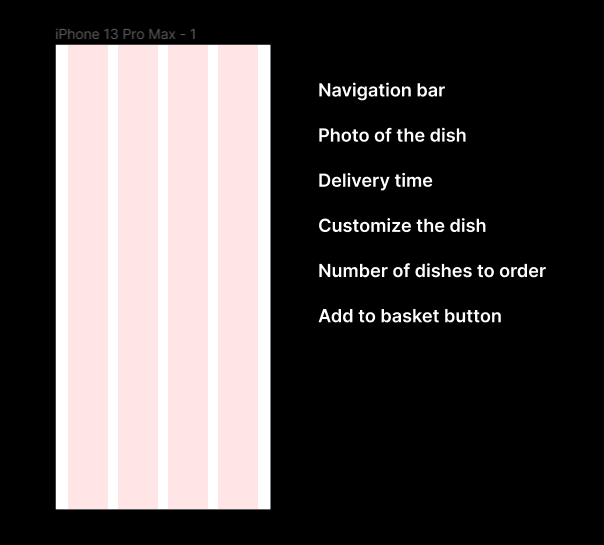 iPhone 13 Pro Max - 1
Navigation bar
Photo of the dish
Delivery time
Customize the dish
Number of dishes to order
Add to basket button